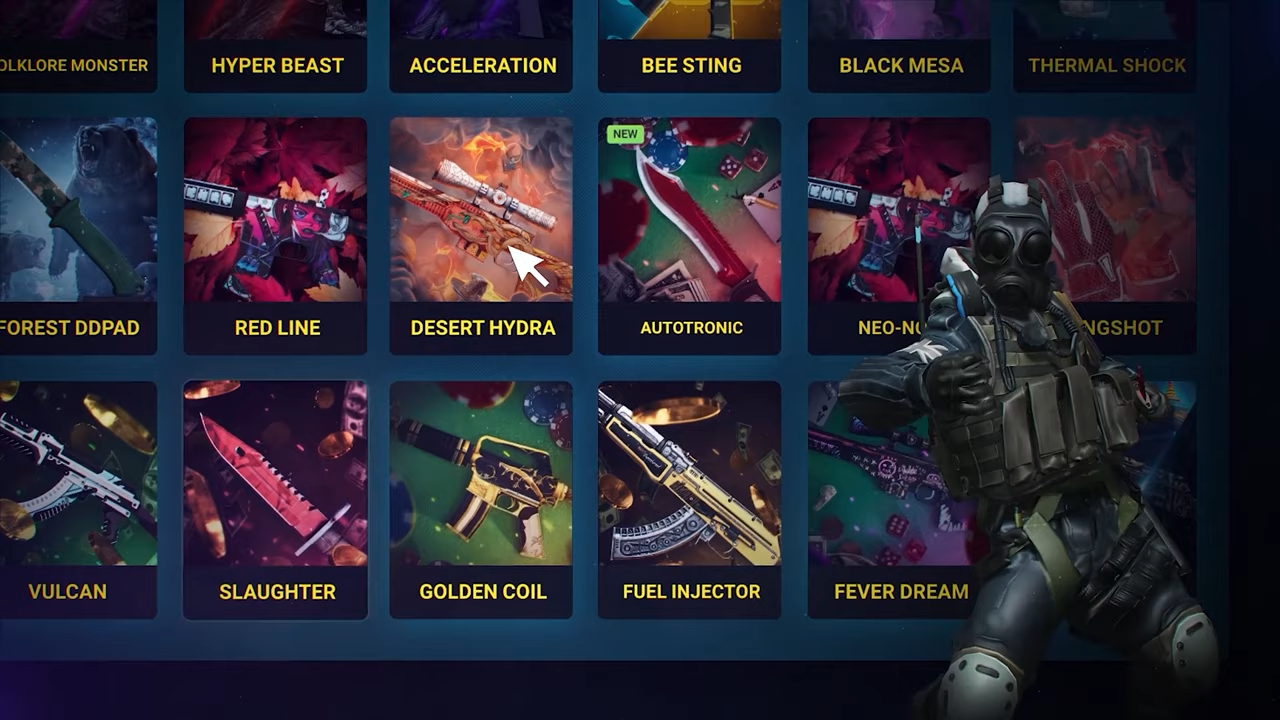 OLKLORE MONSTER
HYPER BEAST
ACCELERATION
BEE STING
BLACK MESA
THERMAL SHOCK
NEW
FOREST DDPAD
RED LINE
DESERT HYDRA
AUTOTRONIC
NEO-NO
NGSHOT
VULCAN
SLAUGHTER
GOLDEN COIL
FUEL INJECTOR
FEVER DREAM